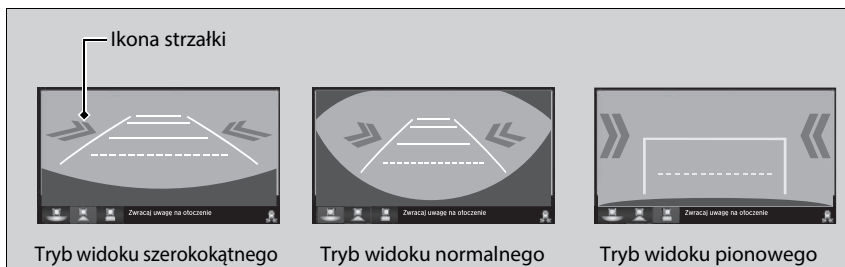 Ikona strzałki
Zwracaj uwagę na otoczenie
Zwracaj uwagę na otoczenie
Zwracaj uwagę na otoczenie
Tryb widoku szerokokątnego
Tryb widoku normalnego
Tryb widoku pionowego